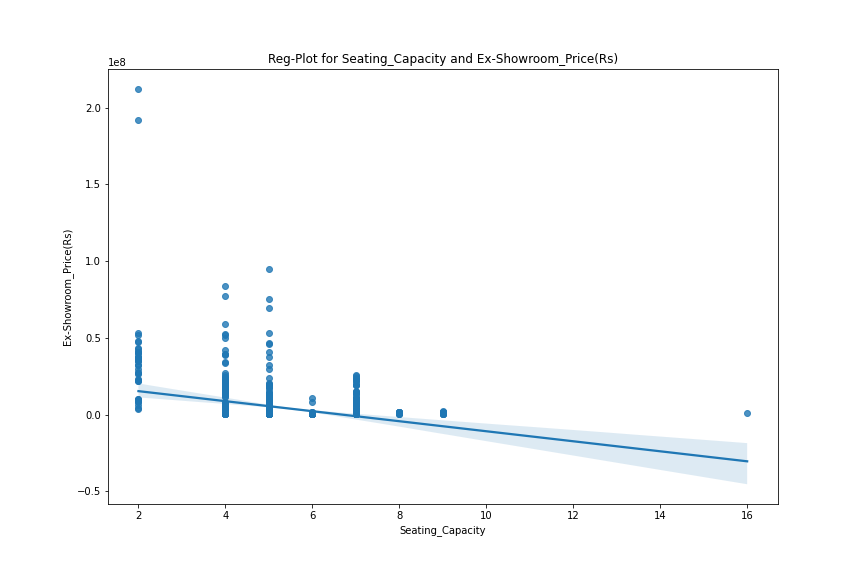 Reg-Plot for Seating_Capacity and Ex-Showroom_Price(Rs)
1e8
2.0
1.5
1.0
0.5
0.0
−0.5
Ex-Showroom_Price(Rs)
2 4 6 8 10 12 14 16
Seating_Capacity